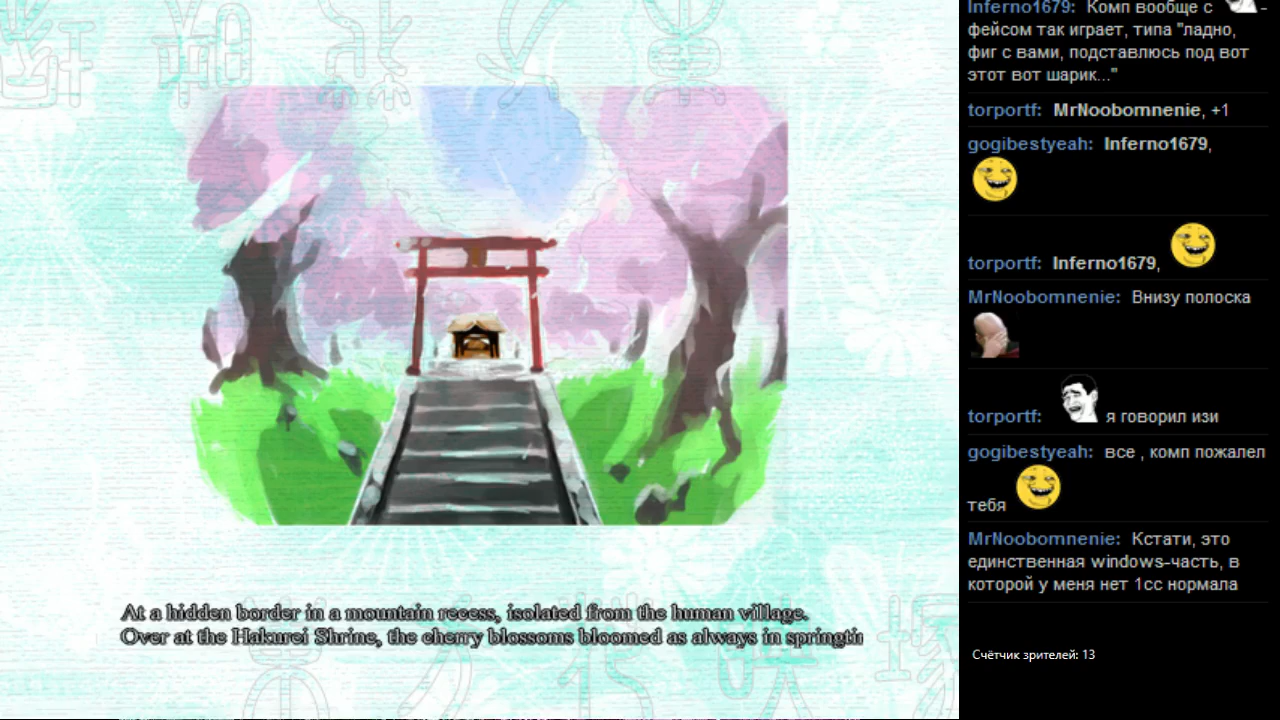 At a hidden border in a mountain recess, isolated from the human village.
Over at the Hakurei Shrine, the cherry blossoms bloomed as always in springtin
Inferno1679: Комп вообще с -
фейсом так играет, типа "ладно,
фиг с вами, подставлюсь под вот
этот вот шарик..."
torportf: MrNoobomnenie, +1
gogibestyeah: Inferno1679,
torportf: Inferno1679,
MrNoobomnenie: Внизу полоска
torportf: я говорил изи
gogibestyeah: все , комп пожалел
тебя
MrNoobomnenie: Кстати, это
единственная windows-часть, в
которой у меня нет 1сс нормала
Счётчик зрителей: 13